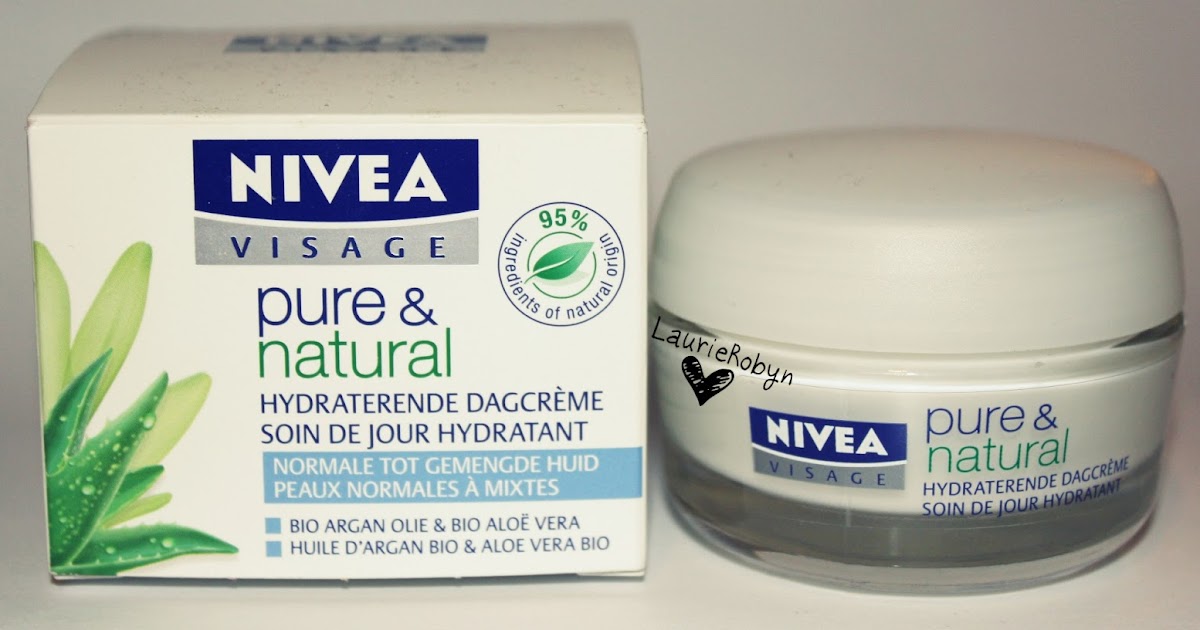 NIVEA
VISAGE
NIVEA
VISAGE
pure &
natural
95%
ingredients of natural origin
HYDRATERENDE DAGCRÈME
SOIN DE JOUR HYDRATANT
NORMALE TOT GEMENGDE HUID
PEAUX NORMALES À MIXTES
BIO ARGAN OLIE & BIO ALOË VERA
HUILE D'ARGAN BIO & ALOE VERA BIO
LaurieRobyn
NIVEA
VISAGE
pure &
natural
HYDRATERENDE DAGCRÈME
SOIN DE JOUR HYDRATANT